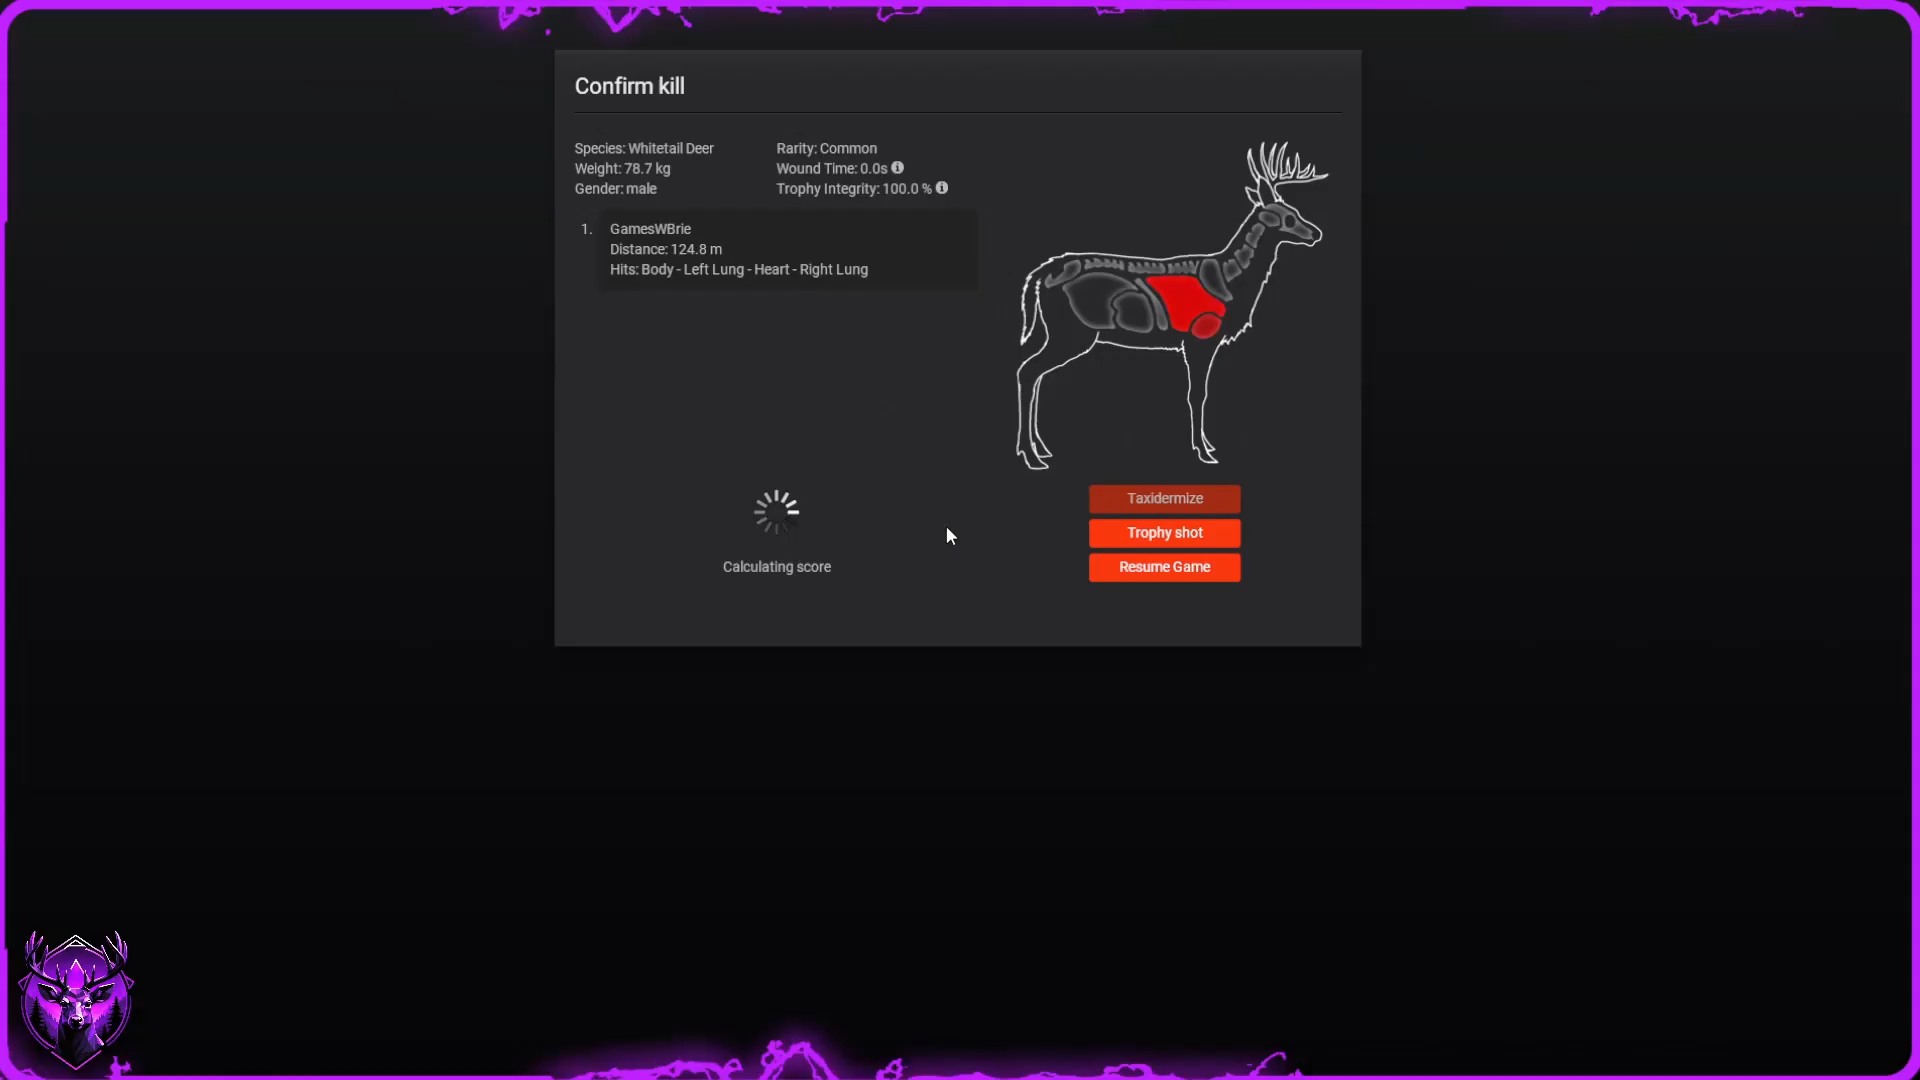 Confirm kill
Species: Whitetail Deer
Weight: 78.7 kg
Gender: male
Rarity: Common
Wound Time: 0.0s
Trophy Integrity: 100.0 %
1.
GamesWBrie
Distance: 124.8 m
Hits: Body - Left Lung - Heart - Right Lung
Calculating score
Taxidermize
Trophy shot
Resume Game